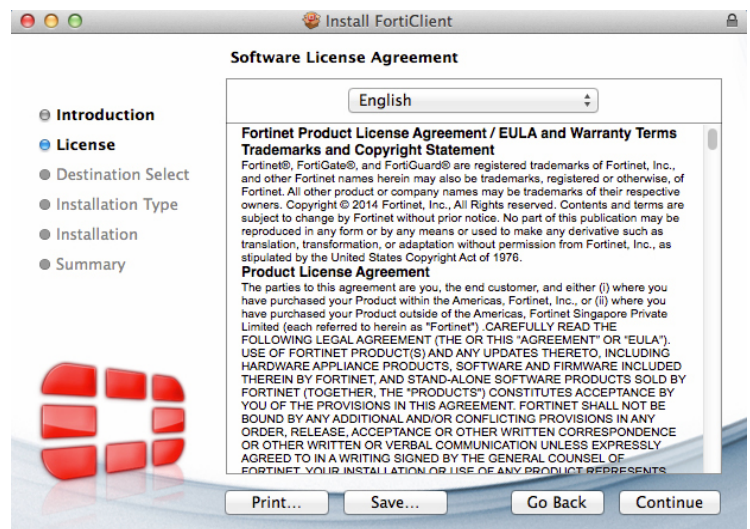 Install FortiClient
Software License Agreement
Introduction
License
Destination Select
Installation Type
Installation
Summary
English
Fortinet Product License Agreement / EULA and Warranty Terms
Trademarks and Copyright Statement
Fortinet®, FortiGate®, and FortiGuard® are registered trademarks of Fortinet, Inc.,
and other Fortinet names herein may also be trademarks, registered or otherwise, of
Fortinet. All other product or company names may be trademarks of their respective
owners. Copyright © 2014 Fortinet, Inc., All Rights reserved. Contents and terms are
subject to change by Fortinet without prior notice. No part of this publication may be
reproduced in any form or by any means or used to make any derivative such as
translation, transformation, or adaptation without permission from Fortinet, Inc., as
stipulated by the United States Copyright Act of 1976.
Product License Agreement
The parties to this agreement are you, the end customer, and either (i) where you
have purchased your Product within the Americas, Fortinet, Inc., or (ii) where you
have purchased your Product outside of the Americas, Fortinet Singapore Private
Limited (each referred to herein as "Fortinet") .CAREFULLY READ THE
FOLLOWING LEGAL AGREEMENT (THE OR THIS "AGREEMENT" OR "EULA").
USE OF FORTINET PRODUCT(S) AND ANY UPDATES THERETO, INCLUDING
HARDWARE APPLIANCE PRODUCTS, SOFTWARE AND FIRMWARE INCLUDED
THEREIN BY FORTINET, AND STAND-ALONE SOFTWARE PRODUCTS SOLD BY
FORTINET (TOGETHER, THE "PRODUCTS") CONSTITUTES ACCEPTANCE BY
YOU OF THE PROVISIONS IN THIS AGREEMENT. FORTINET SHALL NOT BE
BOUND BY ANY ADDITIONAL AND/OR CONFLICTING PROVISIONS IN ANY
ORDER, RELEASE, ACCEPTANCE OR OTHER WRITTEN CORRESPONDENCE
OR OTHER WRITTEN OR VERBAL COMMUNICATION UNLESS EXPRESSLY
AGREED TO IN A WRITING SIGNED BY THE GENERAL COUNSEL OF
FORTINET. YOUR INSTALLATION OR USE OF ANY PRODUCT REPRESENTS
Print...
Save...
Go Back
Continue